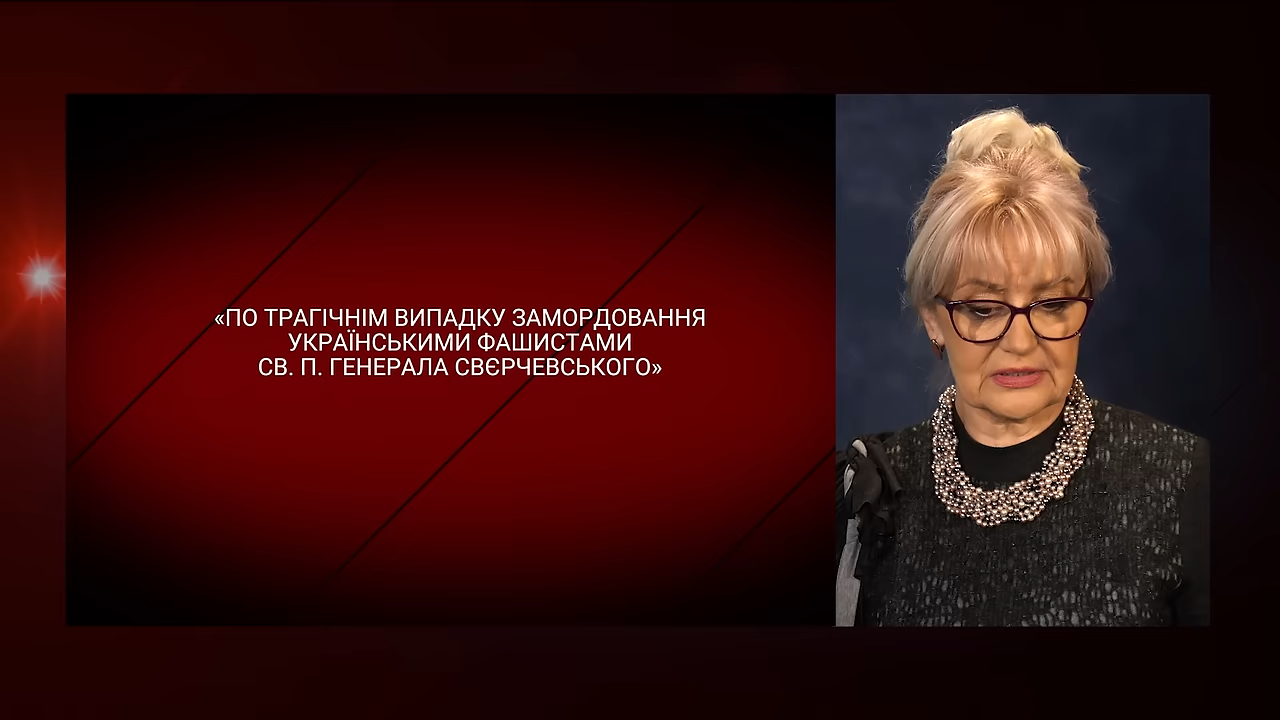 «ПО ТРАГІЧНІМ ВИПАДКУ ЗАМОРДОВАННЯ
УКРАЇНСЬКИМИ ФАШИСТАМИ
СВ. П. ГЕНЕРАЛА СВЄРЧЕВСЬКОГО»